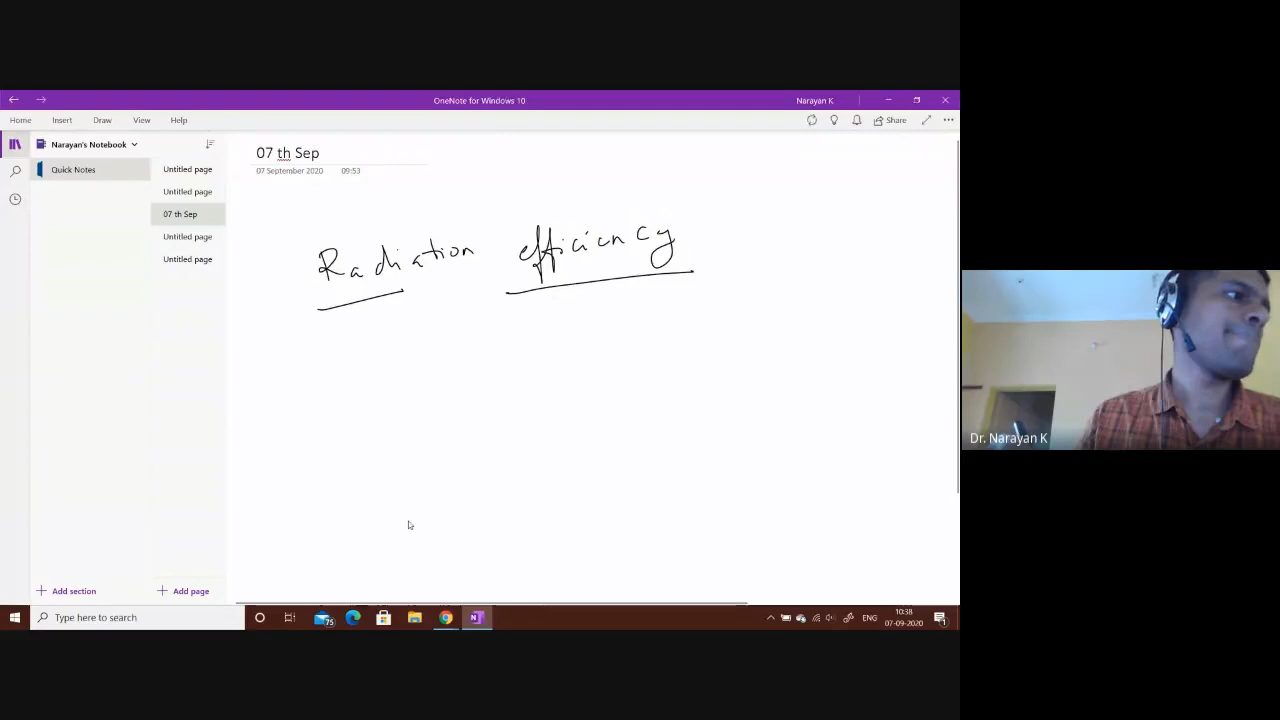 OneNote for Windows 10
Narayan K
Home Insert Draw View Help
Share
Narayan's Notebook
Quick Notes
Untitled page
Untitled page
07 th Sep
Untitled page
Untitled page
07 th Sep
07 September 2020 09:53
Radiation efficiency
Dr. Narayan K
Add section
Add page
Type here to search
75
ENG
10:38
07-09-2020
1